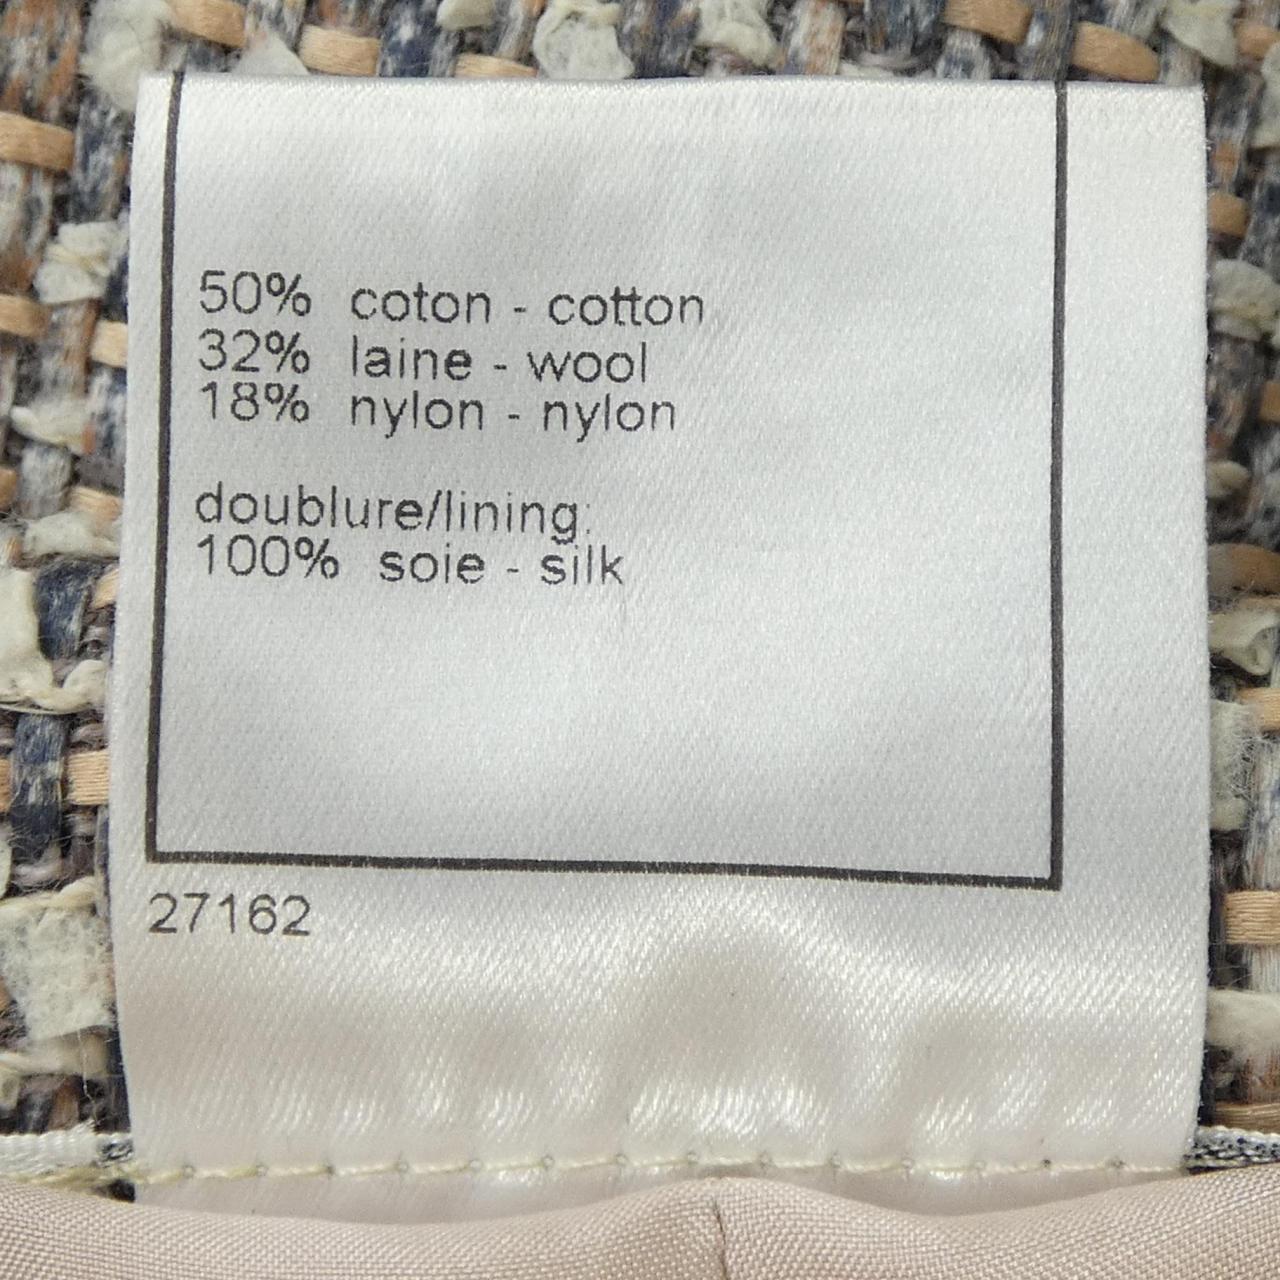 50% coton - cotton
32% laine - wool
18% nylon - nylon
doublure/lining:
100% soie - silk
27162